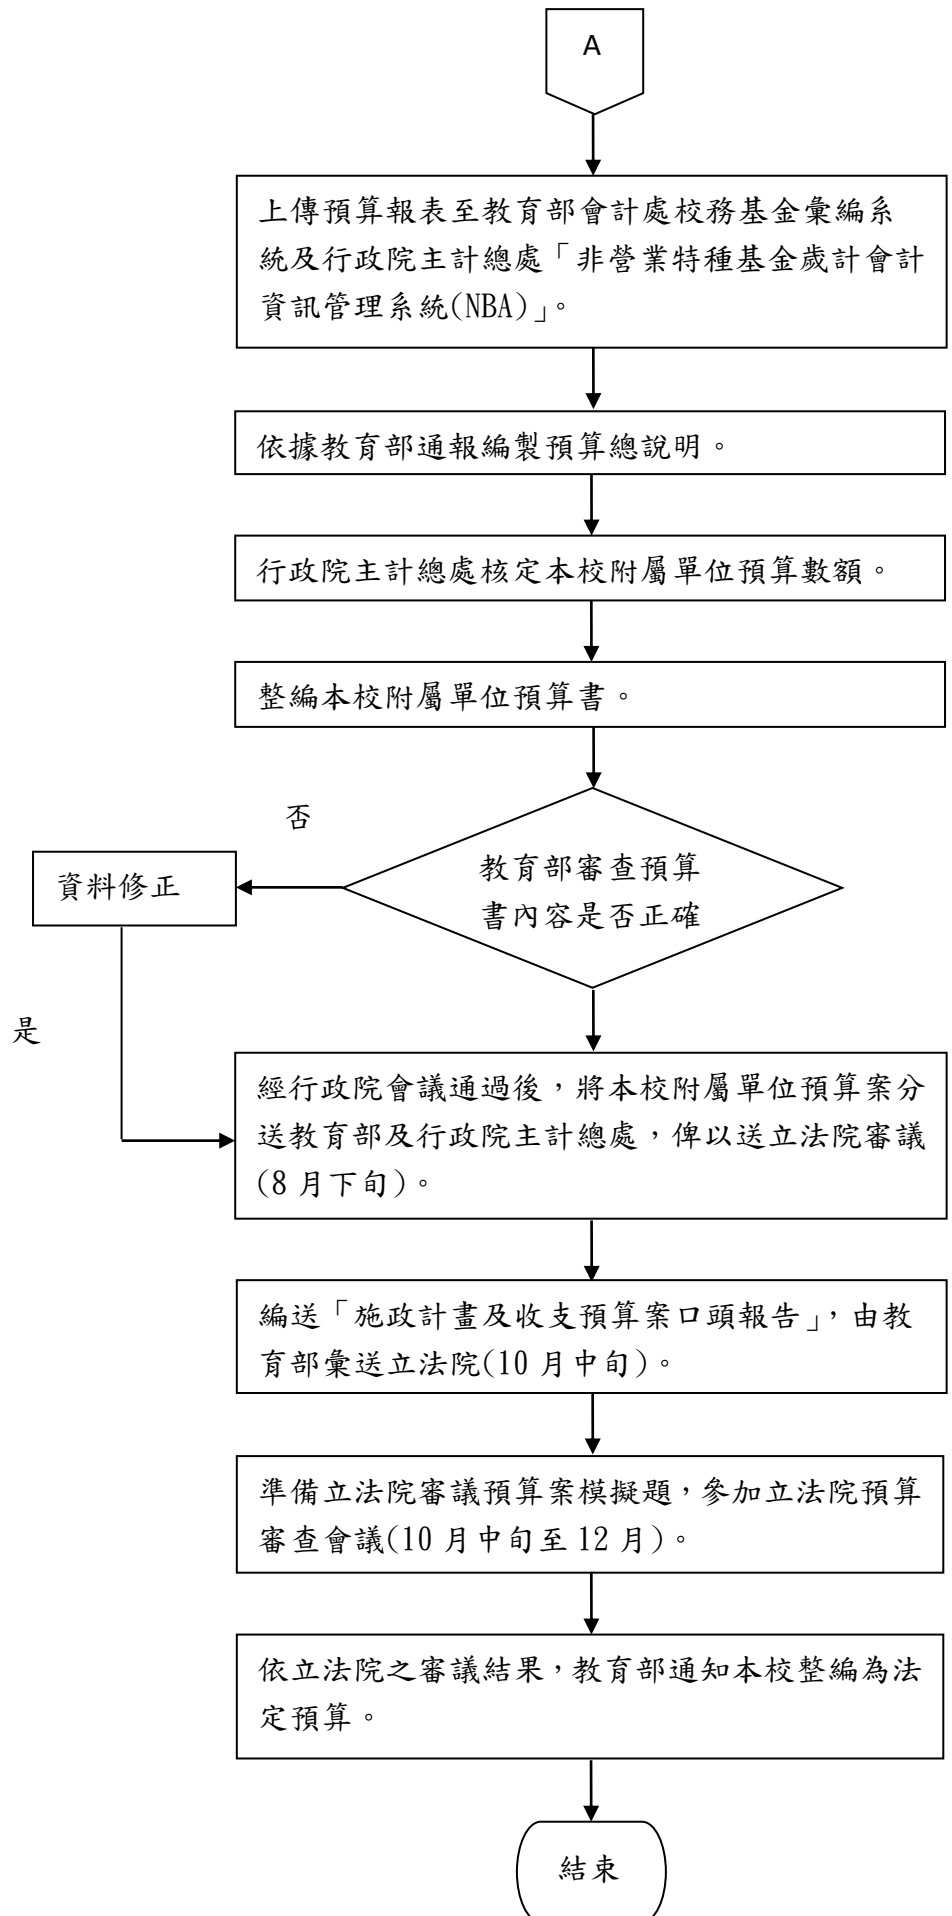 A
上傳預算報表至教育部會計處校務基金彙編系
統及行政院主計總處「非營業特種基金歲計會計
資訊管理系統(NBA)」。
依據教育部通報編製預算總說明。
行政院主計總處核定本校附屬單位預算數額。
整編本校附屬單位預算書。
否
教育部審查預算
書內容是否正確
資料修正
是
經行政院會議通過後，將本校附屬單位預算案分
送教育部及行政院主計總處，俾以送立法院審議
(8 月下旬)。
編送「施政計畫及收支預算案口頭報告」，由教
育部彙送立法院(10 月中旬)。
準備立法院審議預算案模擬題，參加立法院預算
審查會議(10 月中旬至 12 月)。
依立法院之審議結果，教育部通知本校整編為法
定預算。
結束